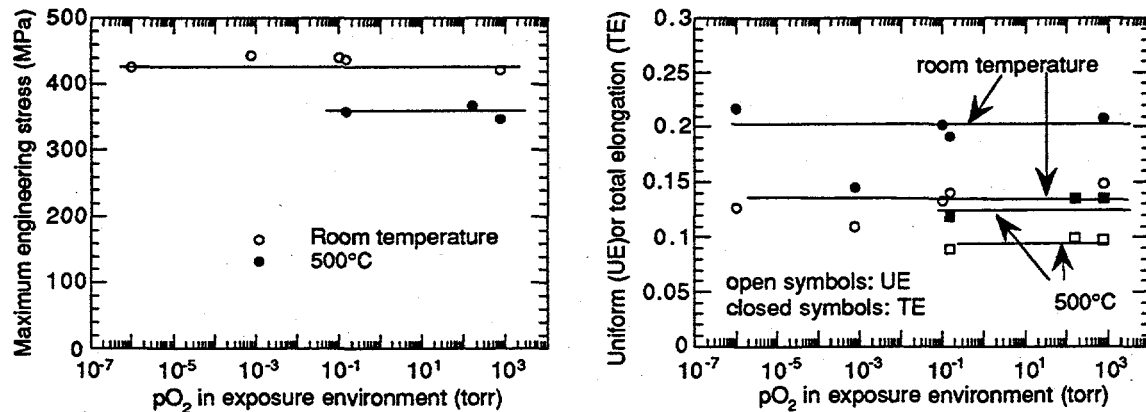 Maximum engineering stress (MPa)
500
400
300
200
100
0
Room temperature
500°C
10⁻⁷ 10⁻⁵ 10⁻³ 10⁻¹ 10¹ 10³
pO₂ in exposure environment (torr)
Uniform (UE)or total elongation (TE)
0.3
0.25
0.2
0.15
0.1
0.05
0
room temperature
open symbols: UE
closed symbols: TE
500°C
10⁻⁷ 10⁻⁵ 10⁻³ 10⁻¹ 10¹ 10³
pO₂ in exposure environment (torr)